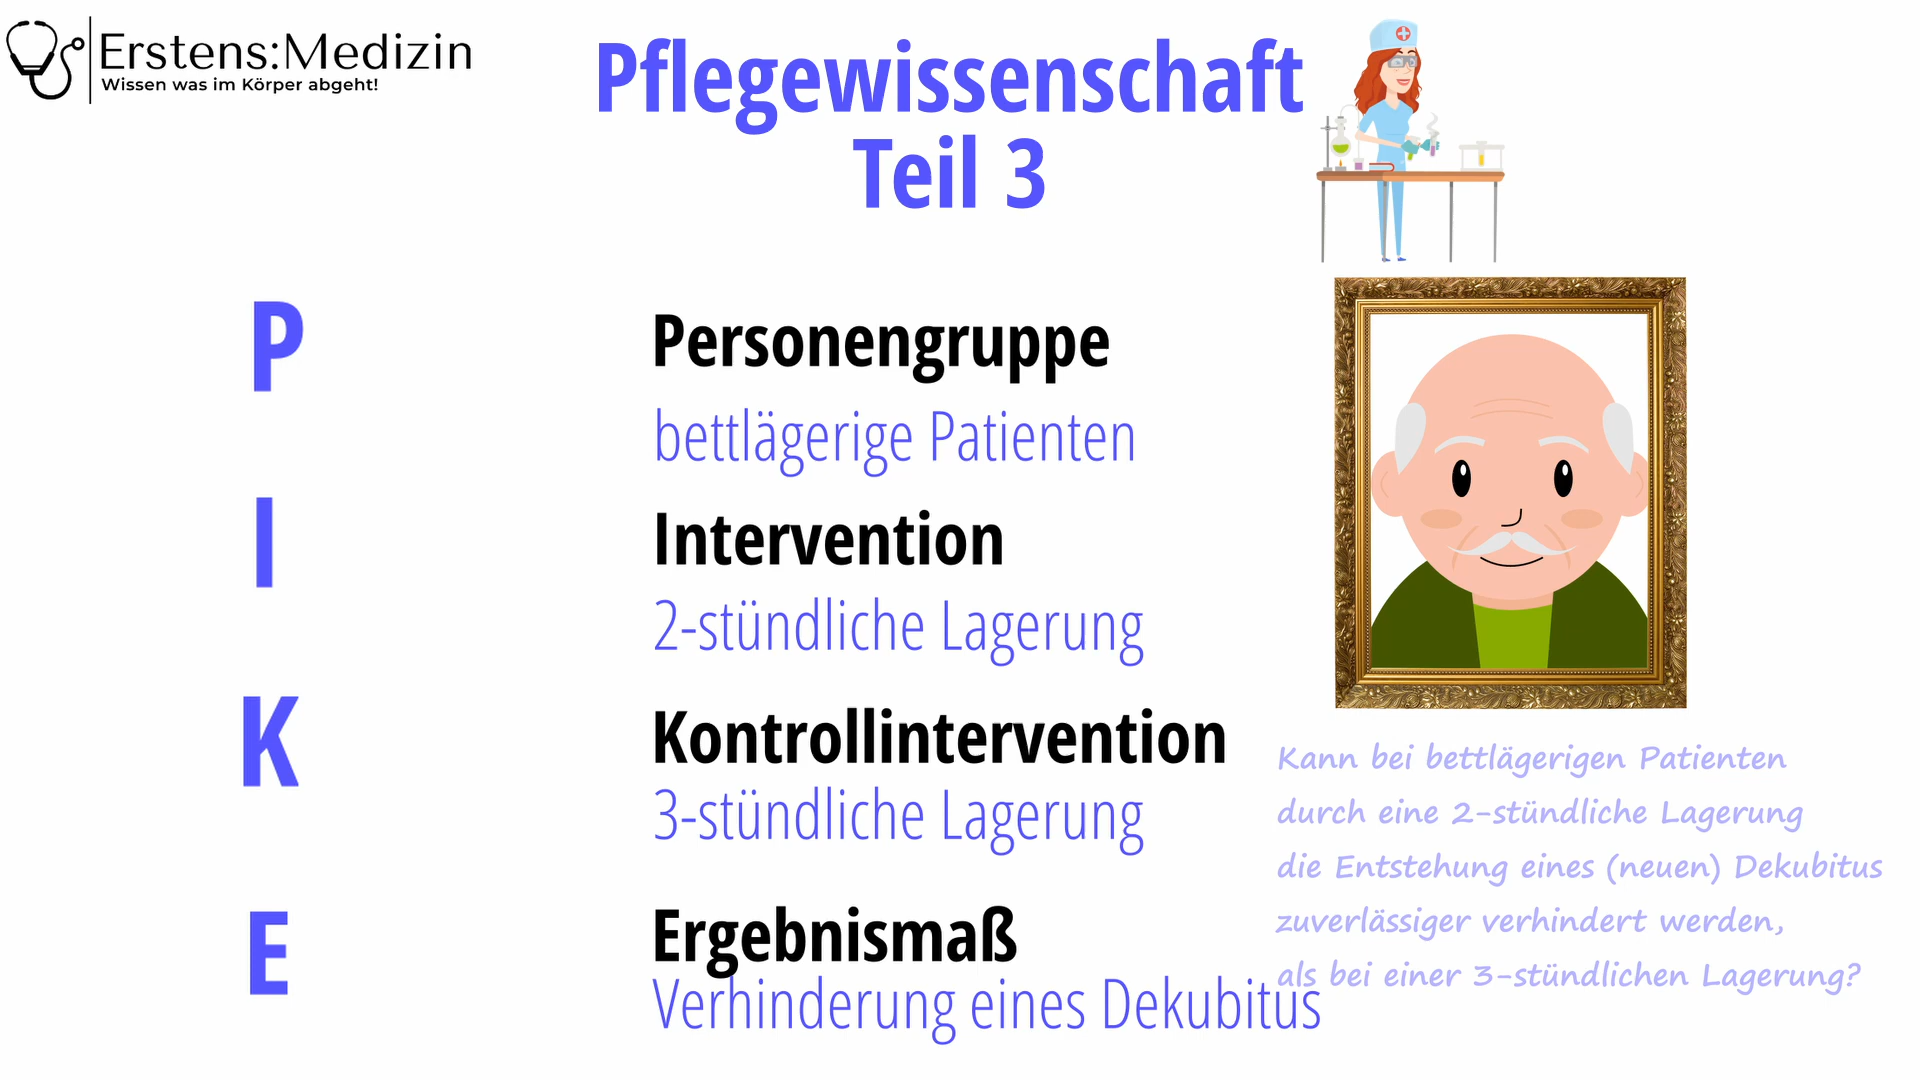 Erstens:Medizin
Wissen was im Körper abgeht!
Pflegewissenschaft
Teil 3
P
Personengruppe
bettlägerige Patienten
I
Intervention
2-stündliche Lagerung
K
Kontrollintervention
3-stündliche Lagerung
E
Ergebnismaß
Verhinderung eines Dekubitus
Kann bei bettlägerigen Patienten
durch eine 2-stündliche Lagerung
die Entstehung eines (neuen) Dekubitus
zuverlässiger verhindert werden,
als bei einer 3-stündlichen Lagerung?